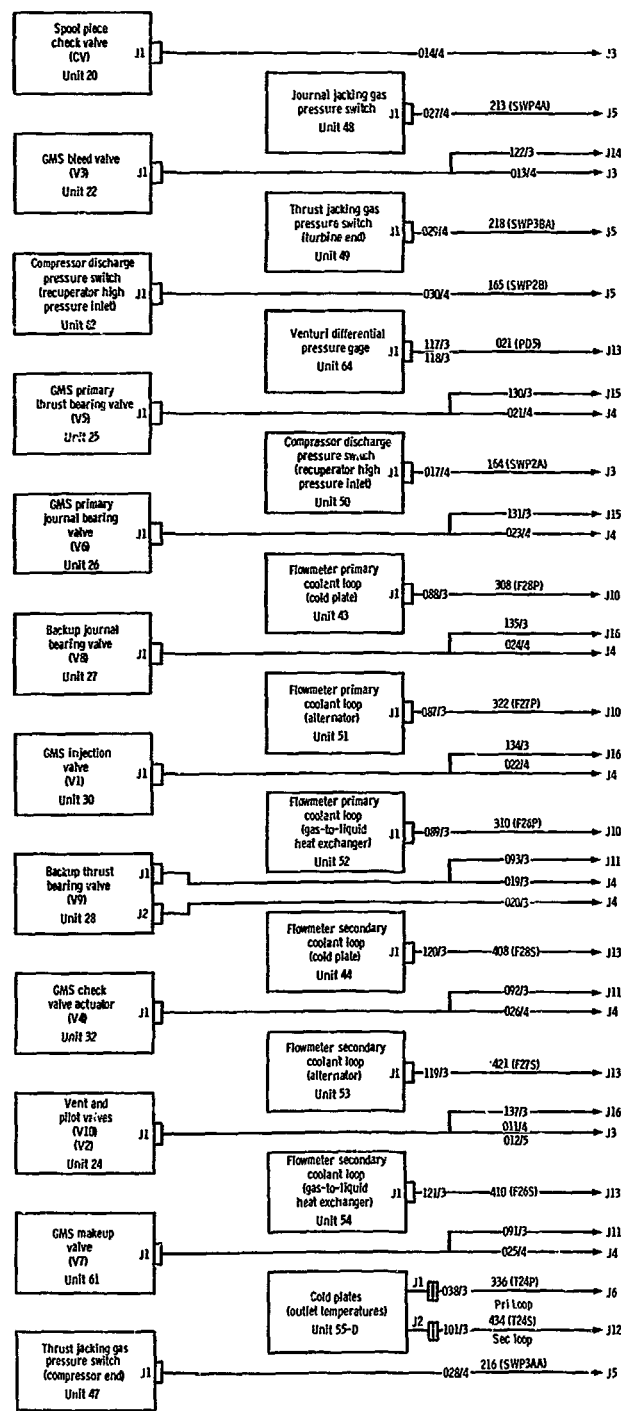 Spool piece
check valve
(CV)
Unit 20
J1
014/4
J3
Journal jacking gas
pressure switch
Unit 48
J1
027/4
213 (SWP4A)
J5
GMS bleed valve
(V3)
Unit 22
J1
122/3
J14
013/4
J3
Thrust jacking gas
pressure switch
(turbine end)
Unit 49
J1
029/4
218 (SWP3BA)
J5
Compressor discharge
pressure switch
(recuperator high
pressure inlet)
Unit 62
J1
030/4
165 (SWP2B)
J5
Venturi differential
pressure gage
Unit 64
J1
117/3
118/3
021 (PD5)
J13
GMS primary
thrust bearing valve
(V5)
Unit 25
J1
130/3
J15
021/4
J4
Compressor discharge
pressure switch
(recuperator high
pressure inlet)
Unit 50
J1
017/4
164 (SWP2A)
J3
GMS primary
journal bearing
valve
(V6)
Unit 26
J1
131/3
J15
023/4
J4
Flowmeter primary
coolant loop
(cold plate)
Unit 43
J1
088/3
308 (F28P)
J10
Backup journal
bearing valve
(V8)
Unit 27
J1
135/3
J16
024/4
J4
Flowmeter primary
coolant loop
(alternator)
Unit 51
J1
087/3
322 (F27P)
J10
GMS injection
valve
(V1)
Unit 30
J1
134/3
J16
022/4
J4
Flowmeter primary
coolant loop
(gas-to-liquid
heat exchanger)
Unit 52
J1
089/3
310 (F26P)
J10
Backup thrust
bearing valve
(V9)
Unit 28
J1
093/3
J11
019/3
J4
J2
020/3
J4
Flowmeter secondary
coolant loop
(cold plate)
Unit 44
J1
120/3
408 (F28S)
J13
GMS check
valve actuator
(V4)
Unit 32
J1
092/3
J11
026/4
J4
Flowmeter secondary
coolant loop
(alternator)
Unit 53
J1
119/3
421 (F27S)
J13
Vent and
pilot valves
(V10)
(V2)
Unit 24
J1
137/3
J16
011/4
012/5
J3
Flowmeter secondary
coolant loop
(gas-to-liquid
heat exchanger)
Unit 54
J1
121/3
410 (F26S)
J13
GMS makeup
valve
(V7)
Unit 61
J1
091/3
J11
025/4
J4
Cold plates
(outlet temperatures)
Unit 55-D
J1
038/3
336 (T24P)
J6
Pri Loop
J2
101/3
434 (T24S)
J12
Sec loop
Thrust jacking gas
pressure switch
(compressor end)
Unit 47
J1
028/4
216 (SWP3AA)
J5